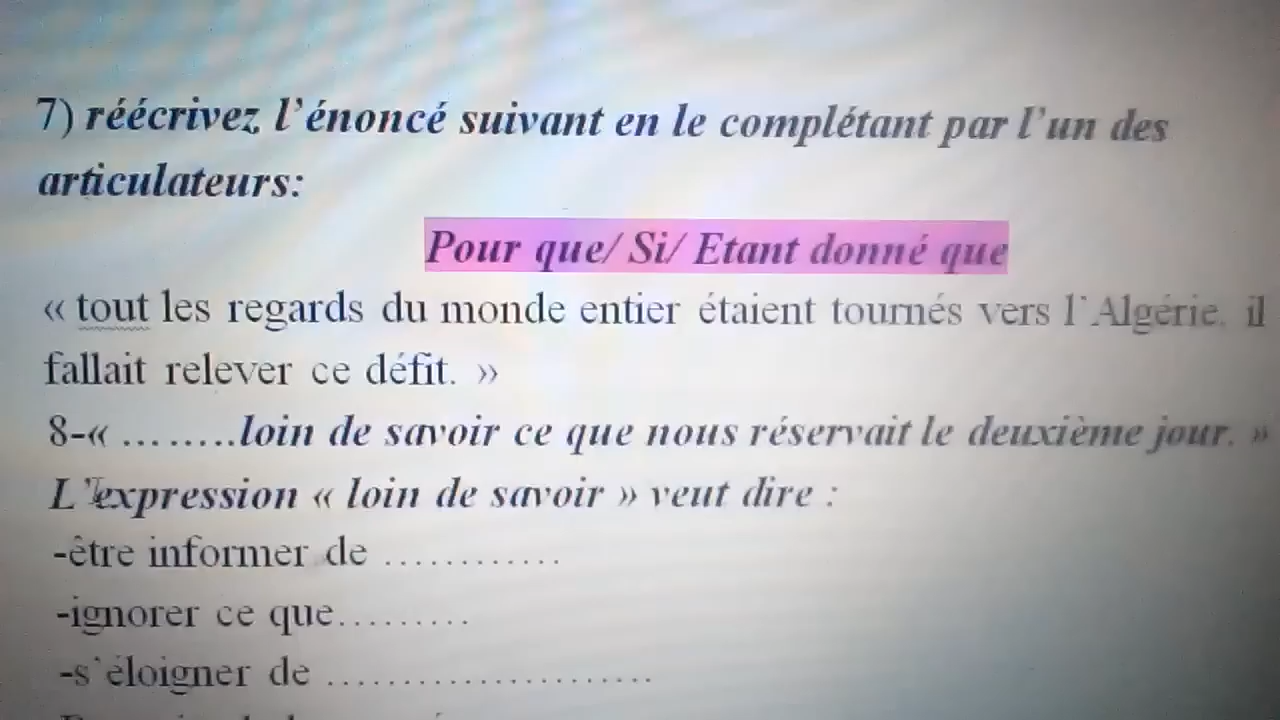 7) réécrivez l'énoncé suivant en le complétant par l'un des
articulateurs:
Pour que/ Si/ Etant donné que
« tout les regards du monde entier étaient tournés vers l'Algérie, il
fallait relever ce défit. »
8-« ........loin de savoir ce que nous réservait le deuxième jour. »
L'expression « loin de savoir » veut dire :
-être informer de ............
-ignorer ce que.........
-s'éloigner de ......................